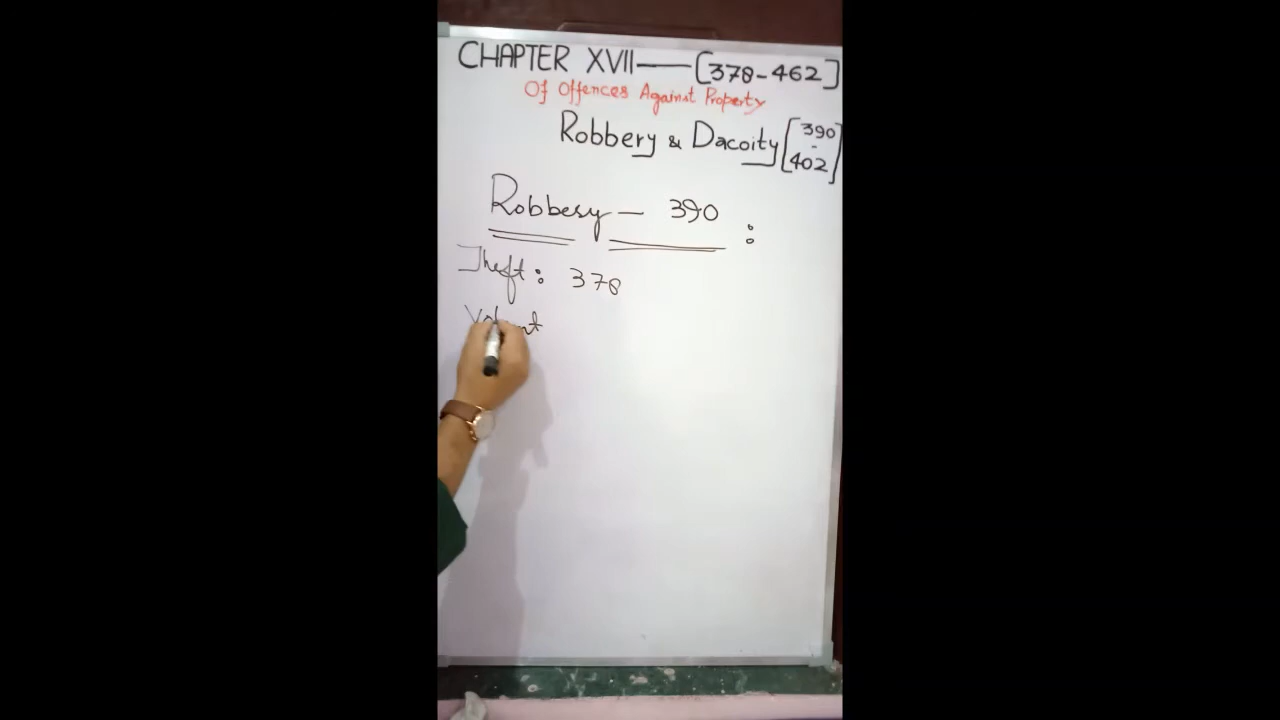 CHAPTER XVII — [378-462]
Of Offences Against Property
Robbery & Dacoity [390-402]
Robbery — 390 :
Theft : 378